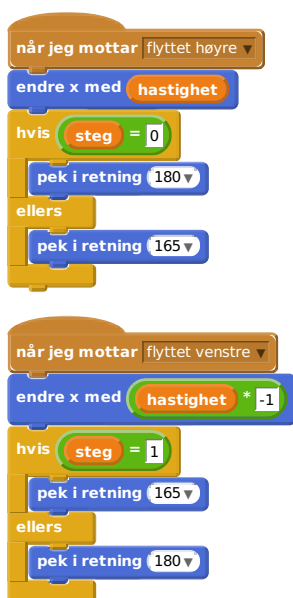 når jeg mottar flyttet høyre
endre x med hastighet
hvis steg = 0
pek i retning 180
ellers
pek i retning 165
når jeg mottar flyttet venstre
endre x med hastighet * -1
hvis steg = 1
pek i retning 165
ellers
pek i retning 180